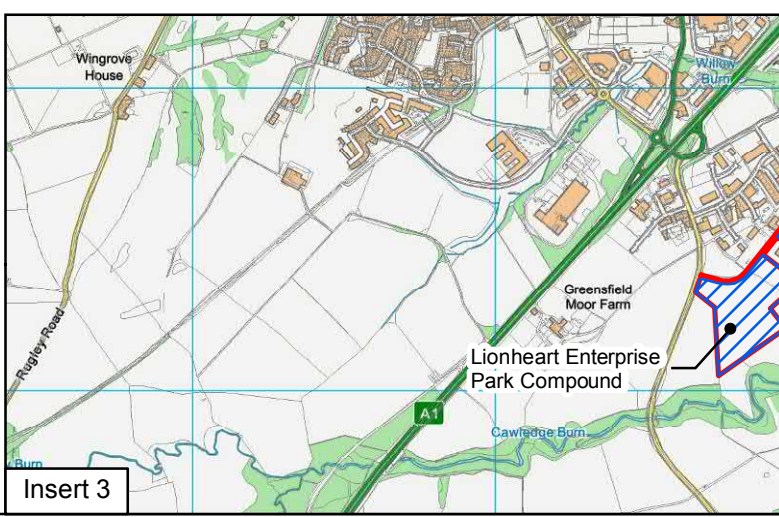 Wingrove
House
Willow
Burn
Greensfield
Moor Farm
Rugley Road
Lionheart Enterprise
Park Compound
A1
Cawledge Burn
Burn
Insert 3